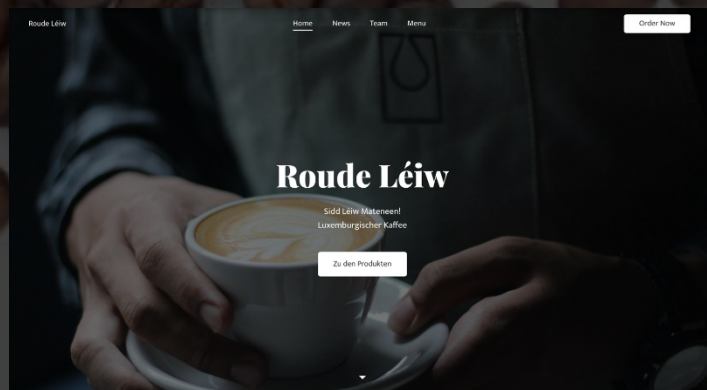 Roude Léiw
Home News Team Menu
Order Now
Roude Léiw
Sidd Léiw Mateneen!
Luxemburgischer Kaffee
Zu den Produkten